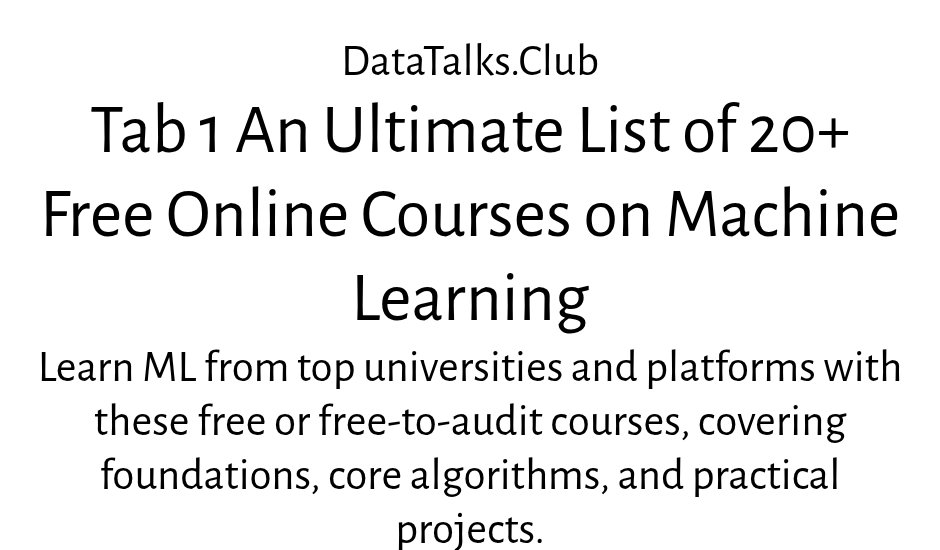 DataTalks.Club
Tab 1 An Ultimate List of 20+
Free Online Courses on Machine
Learning
Learn ML from top universities and platforms with
these free or free-to-audit courses, covering
foundations, core algorithms, and practical
projects.